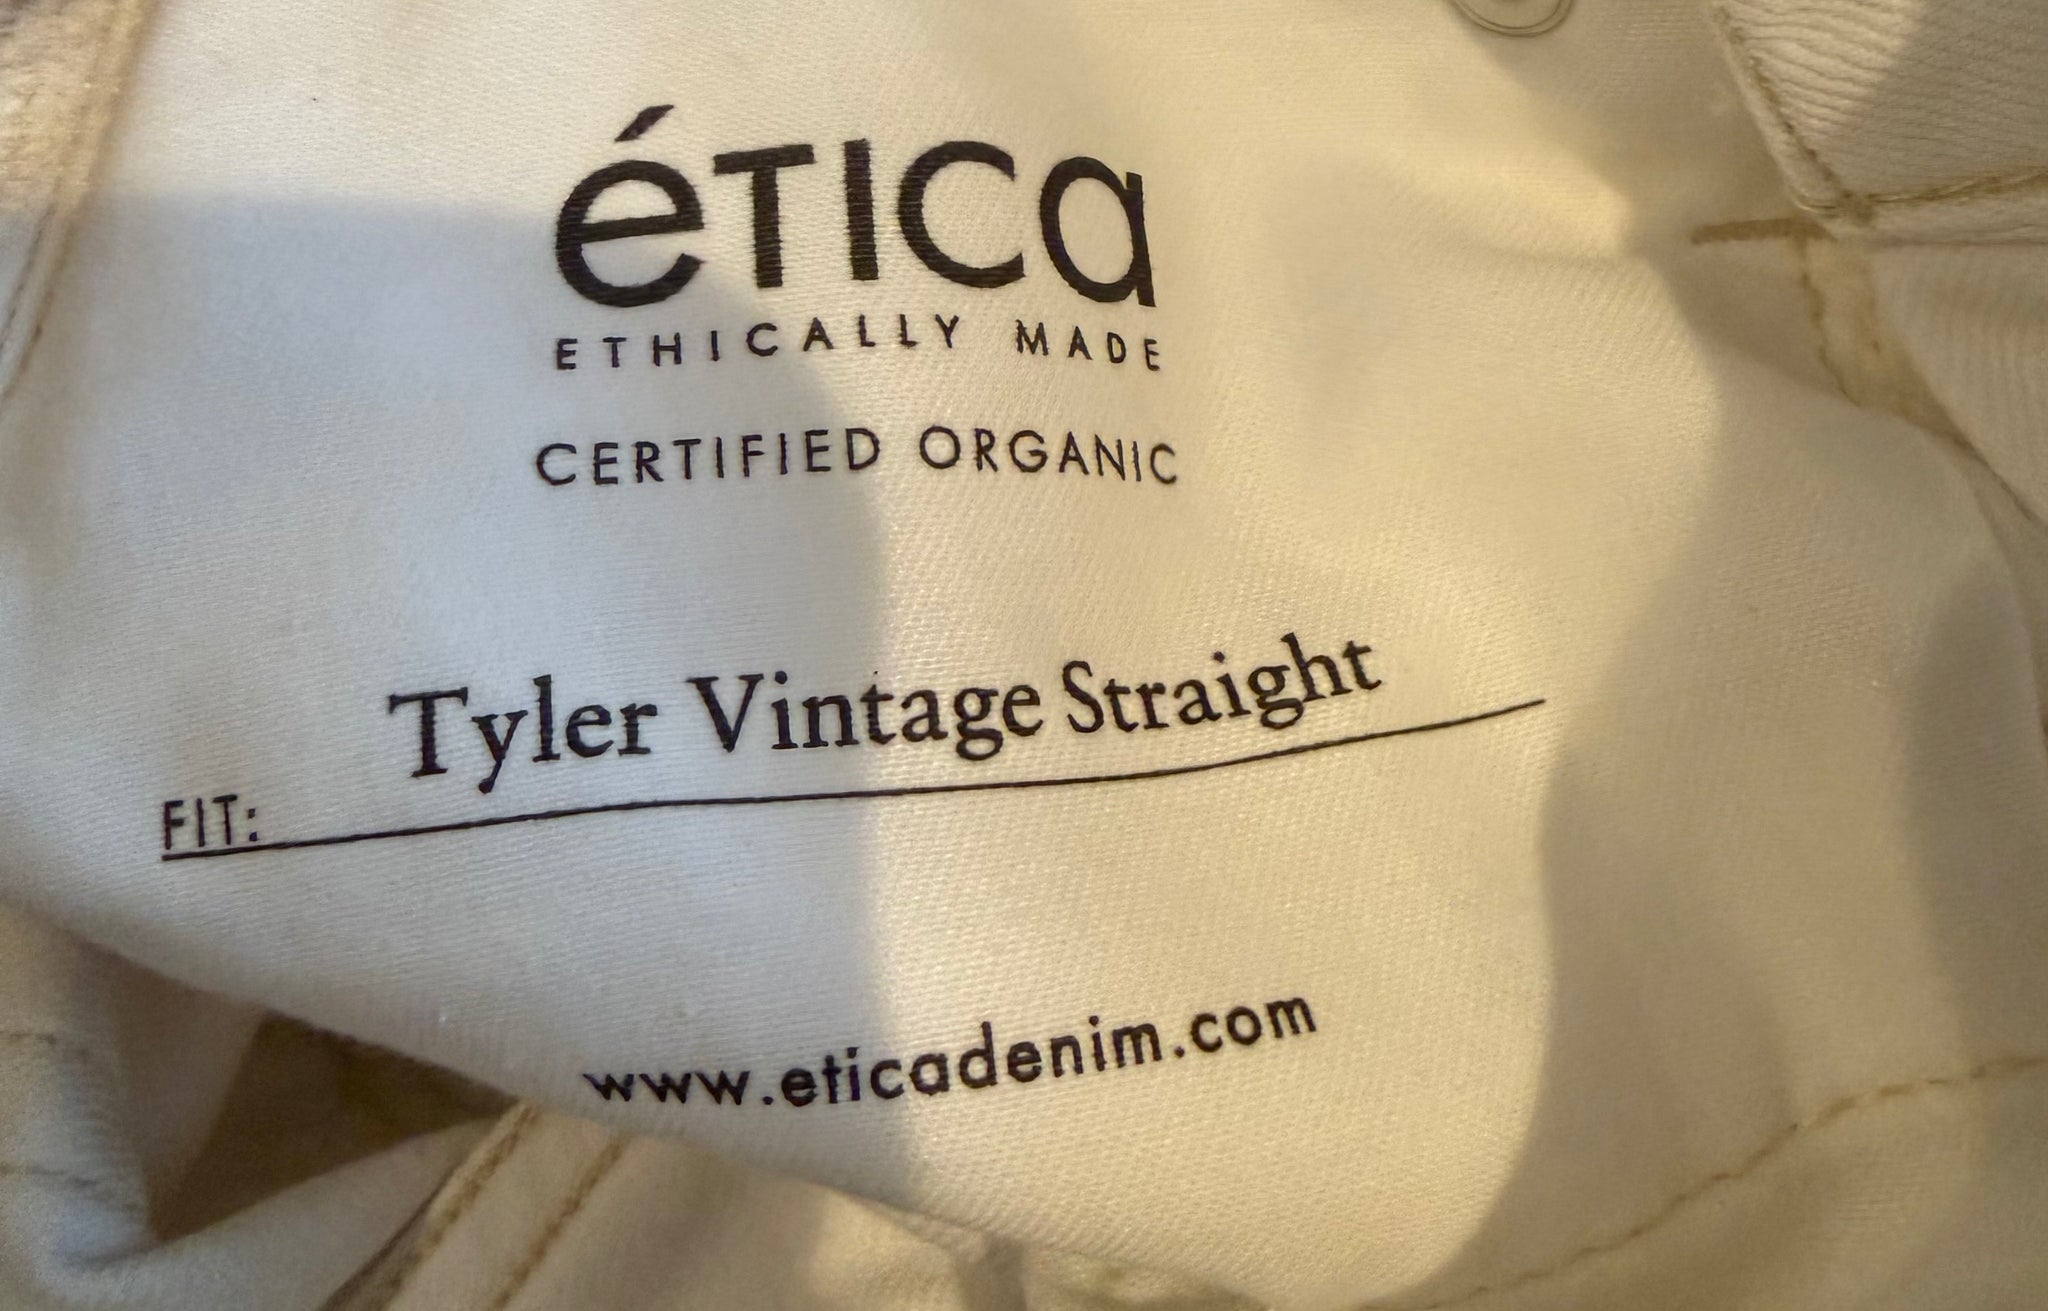 éTICa
ETHICALLY MADE
CERTIFIED ORGANIC
FIT: Tyler Vintage Straight
www.eticadenim.com